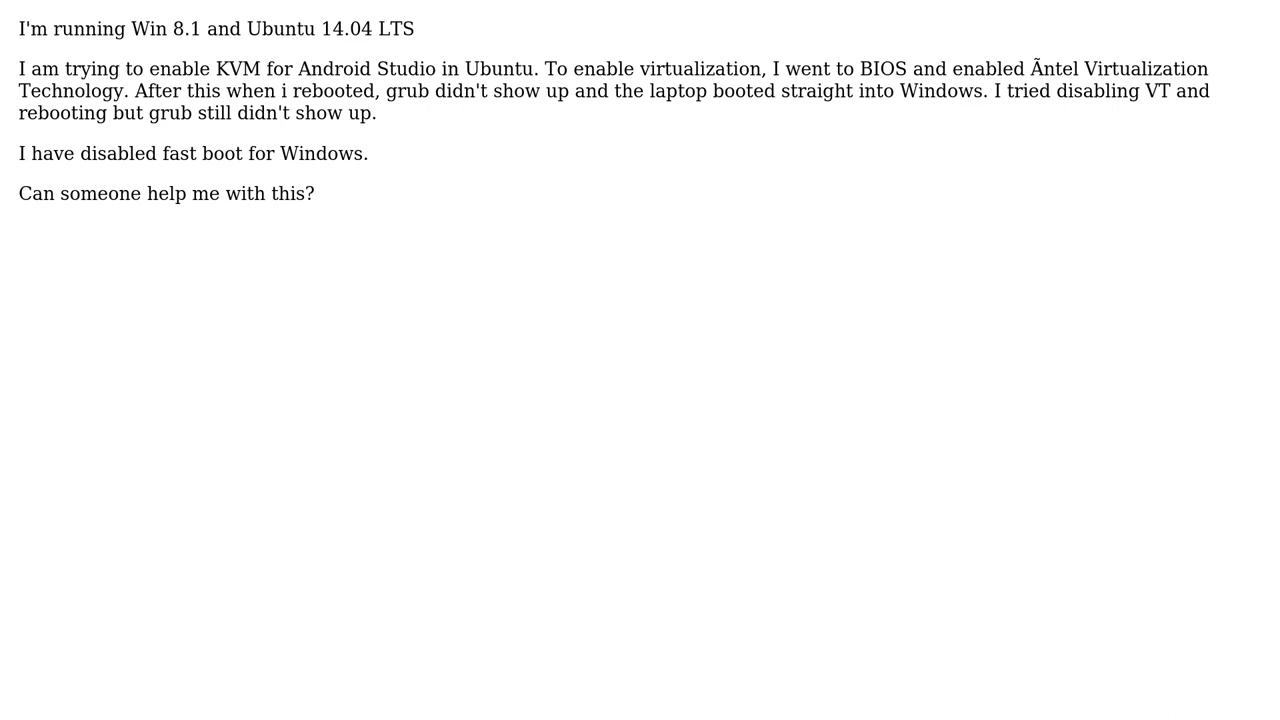 I'm running Win 8.1 and Ubuntu 14.04 LTS
I am trying to enable KVM for Android Studio in Ubuntu. To enable virtualization, I went to BIOS and enabled Ãntel Virtualization
Technology. After this when i rebooted, grub didn't show up and the laptop booted straight into Windows. I tried disabling VT and
rebooting but grub still didn't show up.
I have disabled fast boot for Windows.
Can someone help me with this?